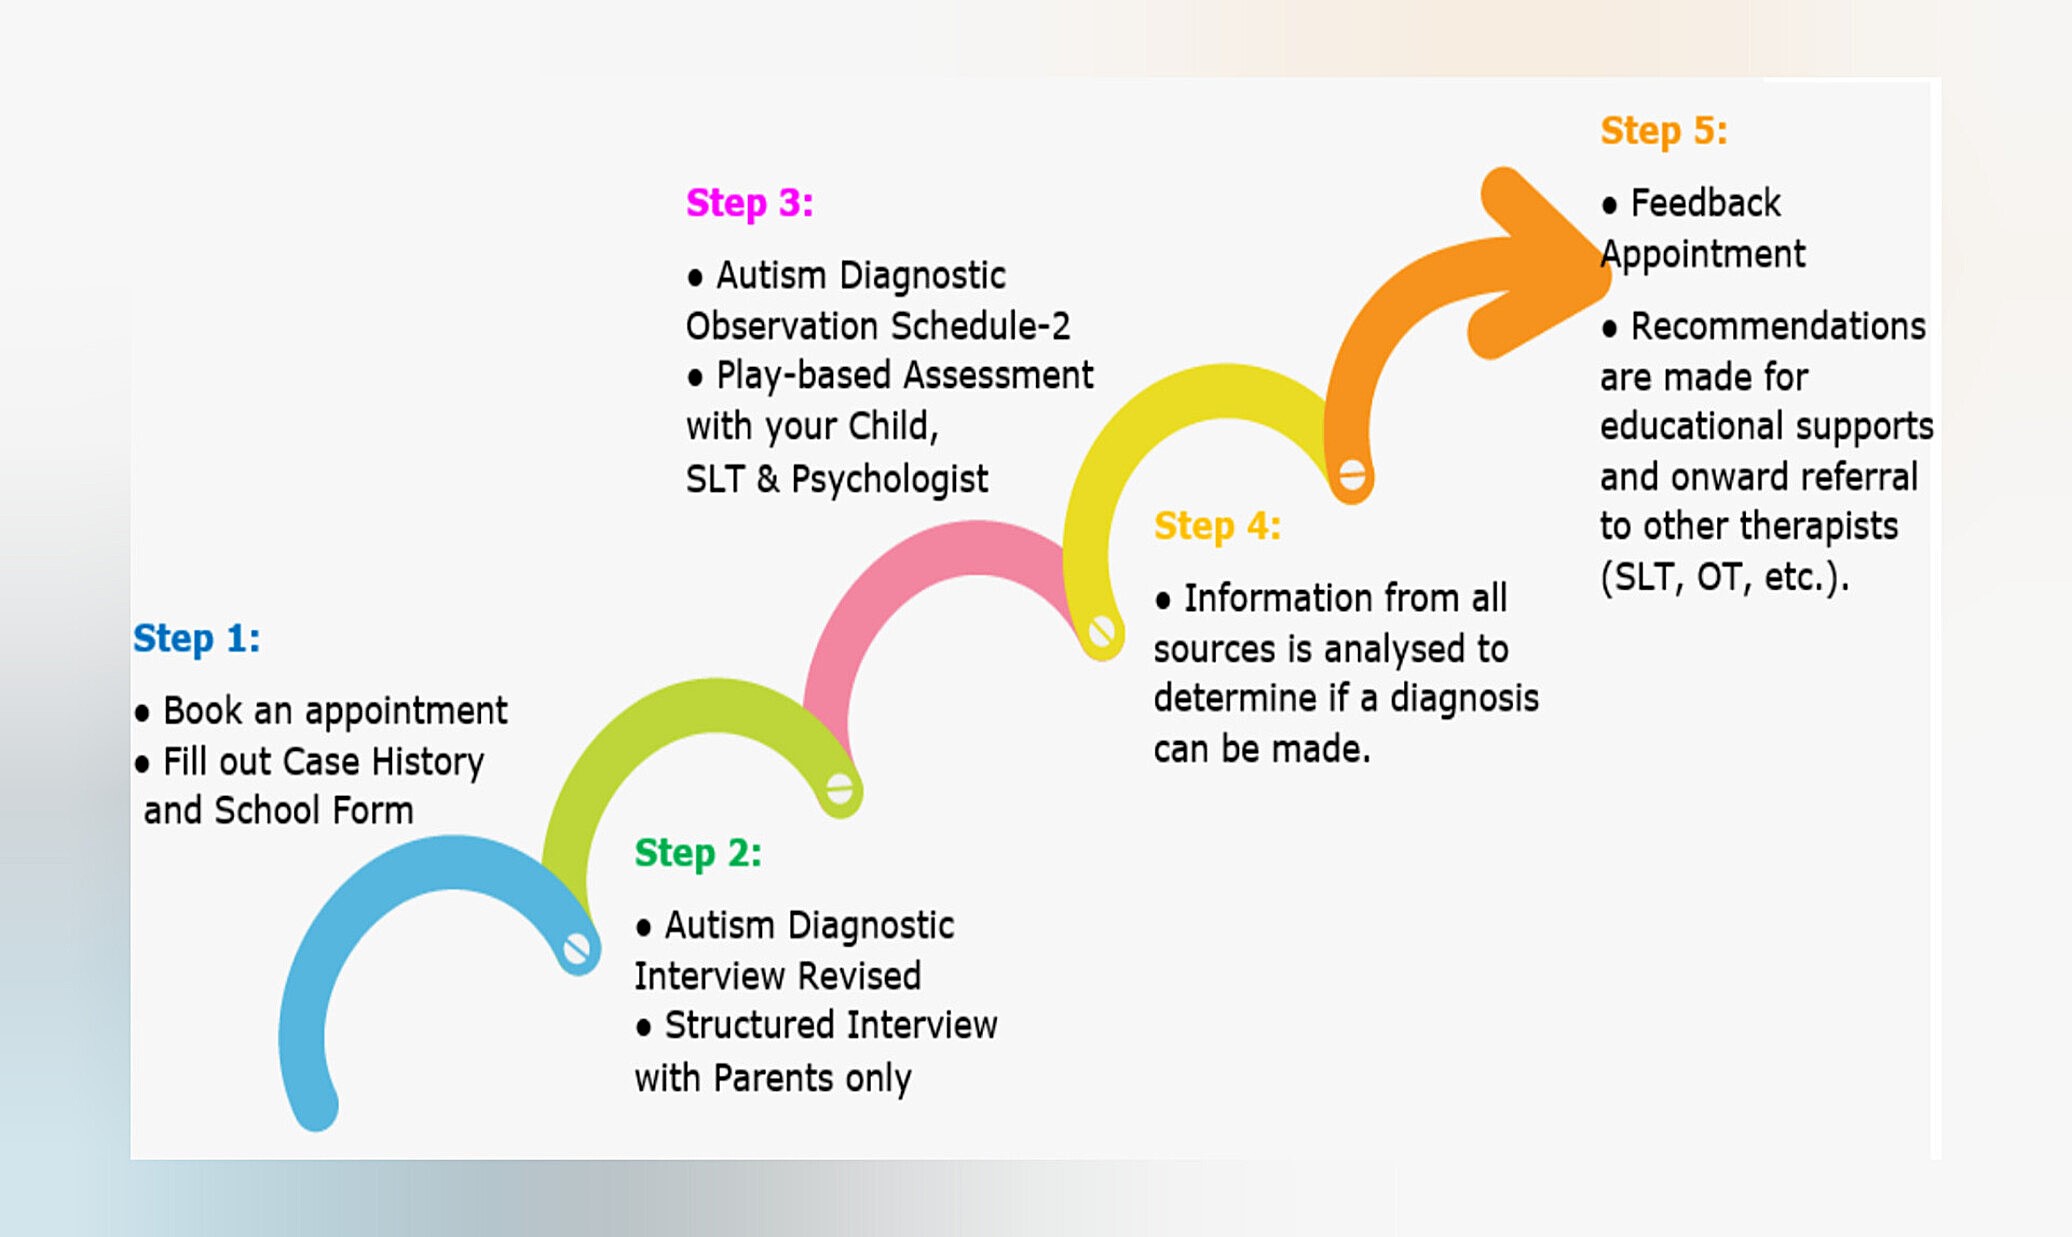 Step 1:
● Book an appointment
● Fill out Case History
and School Form
Step 2:
● Autism Diagnostic
Interview Revised
● Structured Interview
with Parents only
Step 3:
● Autism Diagnostic
Observation Schedule-2
● Play-based Assessment
with your Child,
SLT & Psychologist
Step 4:
● Information from all
sources is analysed to
determine if a diagnosis
can be made.
Step 5:
● Feedback
Appointment
● Recommendations
are made for
educational supports
and onward referral
to other therapists
(SLT, OT, etc.).